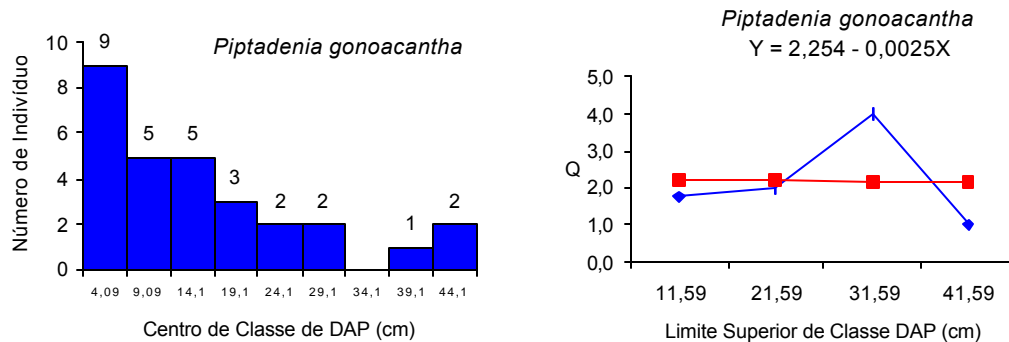 Piptadenia gonoacantha
Número de Indivíduo
10
8
6
4
2
0
9
5
5
3
2
2
1
2
4,09 9,09 14,1 19,1 24,1 29,1 34,1 39,1 44,1
Centro de Classe de DAP (cm)
Piptadenia gonoacantha
Y = 2,254 - 0,0025X
Q
5,0
4,0
3,0
2,0
1,0
0,0
11,59 21,59 31,59 41,59
Limite Superior de Classe DAP (cm)